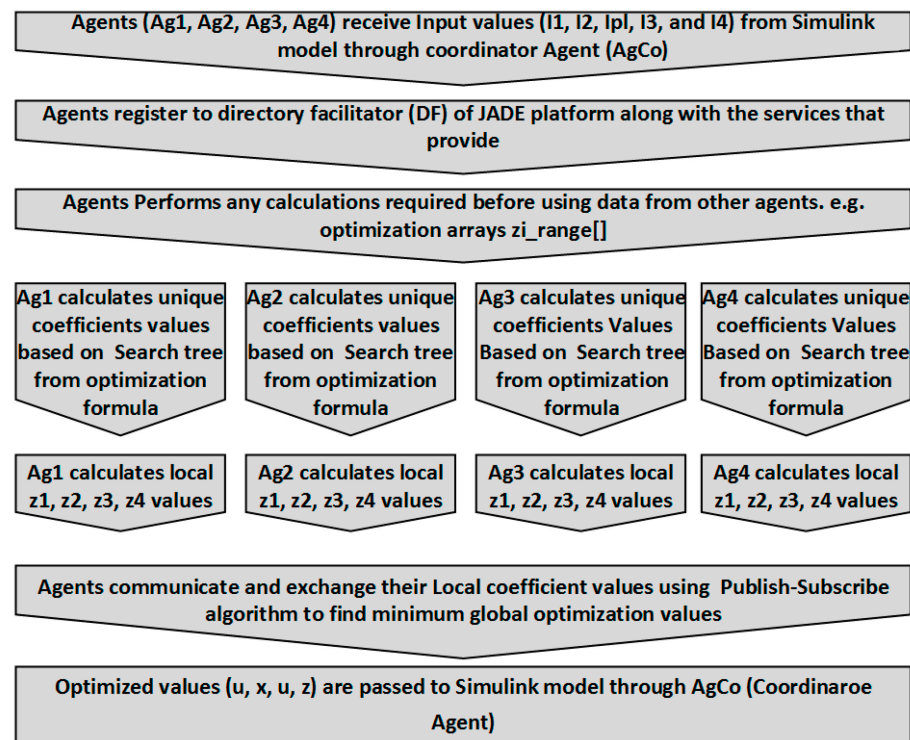 Agents (Ag1, Ag2, Ag3, Ag4) receive Input values (I1, I2, Ipl, I3, and I4) from Simulink
model through coordinator Agent (AgCo)
Agents register to directory facilitator (DF) of JADE platform along with the services that
provide
Agents Performs any calculations required before using data from other agents. e.g.
optimization arrays zi_range[]
Ag1 calculates unique
coefficients values
based on Search tree
from optimization
formula
Ag2 calculates unique
coefficients values
based on Search tree
from optimization
formula
Ag3 calculates unique
coefficients Values
Based on Search tree
from optimization
formula
Ag4 calculates unique
coefficients Values
Based on Search tree
from optimization
formula
Ag1 calculates local
z1, z2, z3, z4 values
Ag2 calculates local
z1, z2, z3, z4 values
Ag3 calculates local
z1, z2, z3, z4 values
Ag4 calculates local
z1, z2, z3, z4 values
Agents communicate and exchange their Local coefficient values using Publish-Subscribe
algorithm to find minimum global optimization values
Optimized values (u, x, u, z) are passed to Simulink model through AgCo (Coordinaroe
Agent)